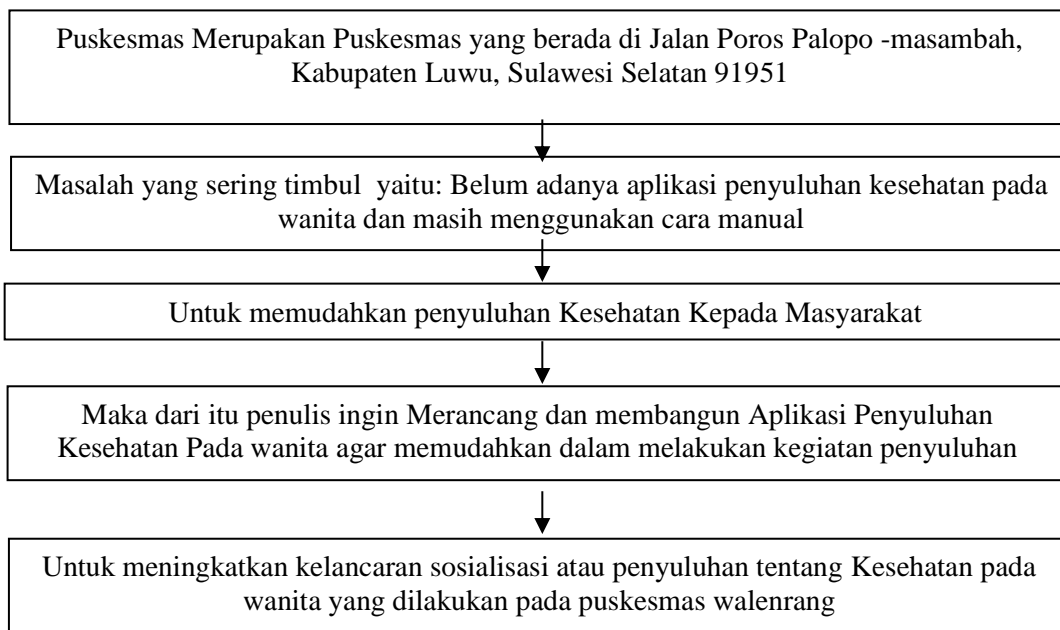 Puskesmas Merupakan Puskesmas yang berada di Jalan Poros Palopo -masambah,
Kabupaten Luwu, Sulawesi Selatan 91951
Masalah yang sering timbul yaitu: Belum adanya aplikasi penyuluhan kesehatan pada
wanita dan masih menggunakan cara manual
Untuk memudahkan penyuluhan Kesehatan Kepada Masyarakat
Maka dari itu penulis ingin Merancang dan membangun Aplikasi Penyuluhan
Kesehatan Pada wanita agar memudahkan dalam melakukan kegiatan penyuluhan
Untuk meningkatkan kelancaran sosialisasi atau penyuluhan tentang Kesehatan pada
wanita yang dilakukan pada puskesmas walenrang